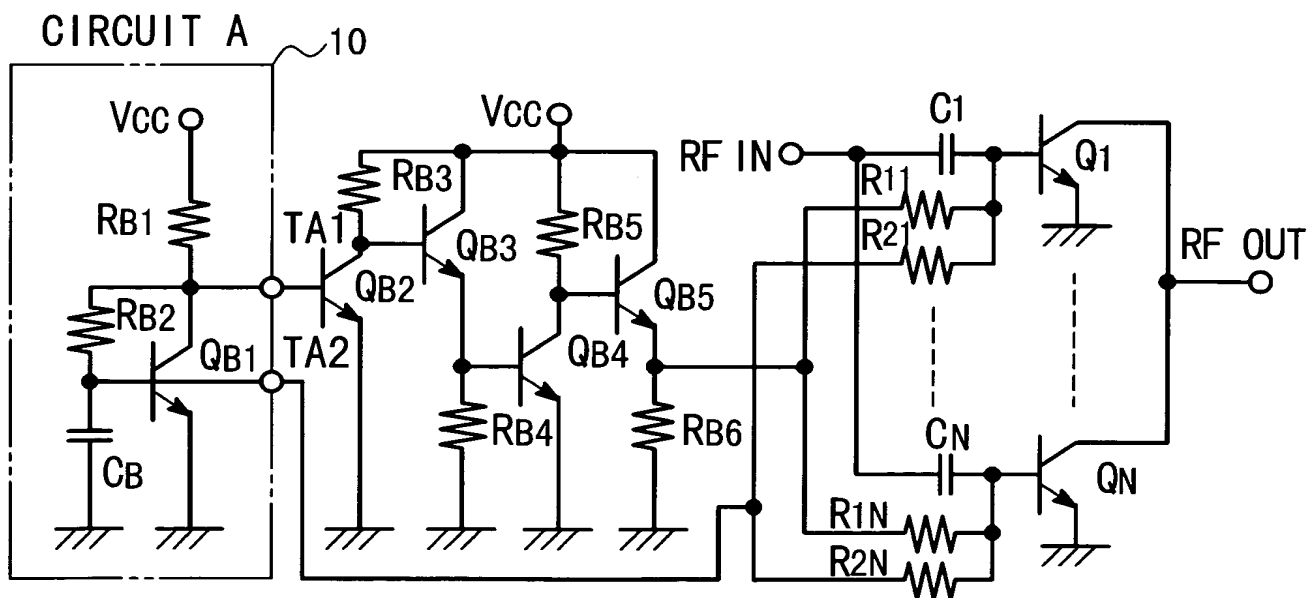 CIRCUIT A
10
VCC
VCC
C1
RF IN
Q1
RB3
R11
RB1
TA1
QB3
RB5
R21
RF OUT
QB2
QB5
RB2
QB1
TA2
QB4
RB4
RB6
CN
CB
QN
R1N
R2N